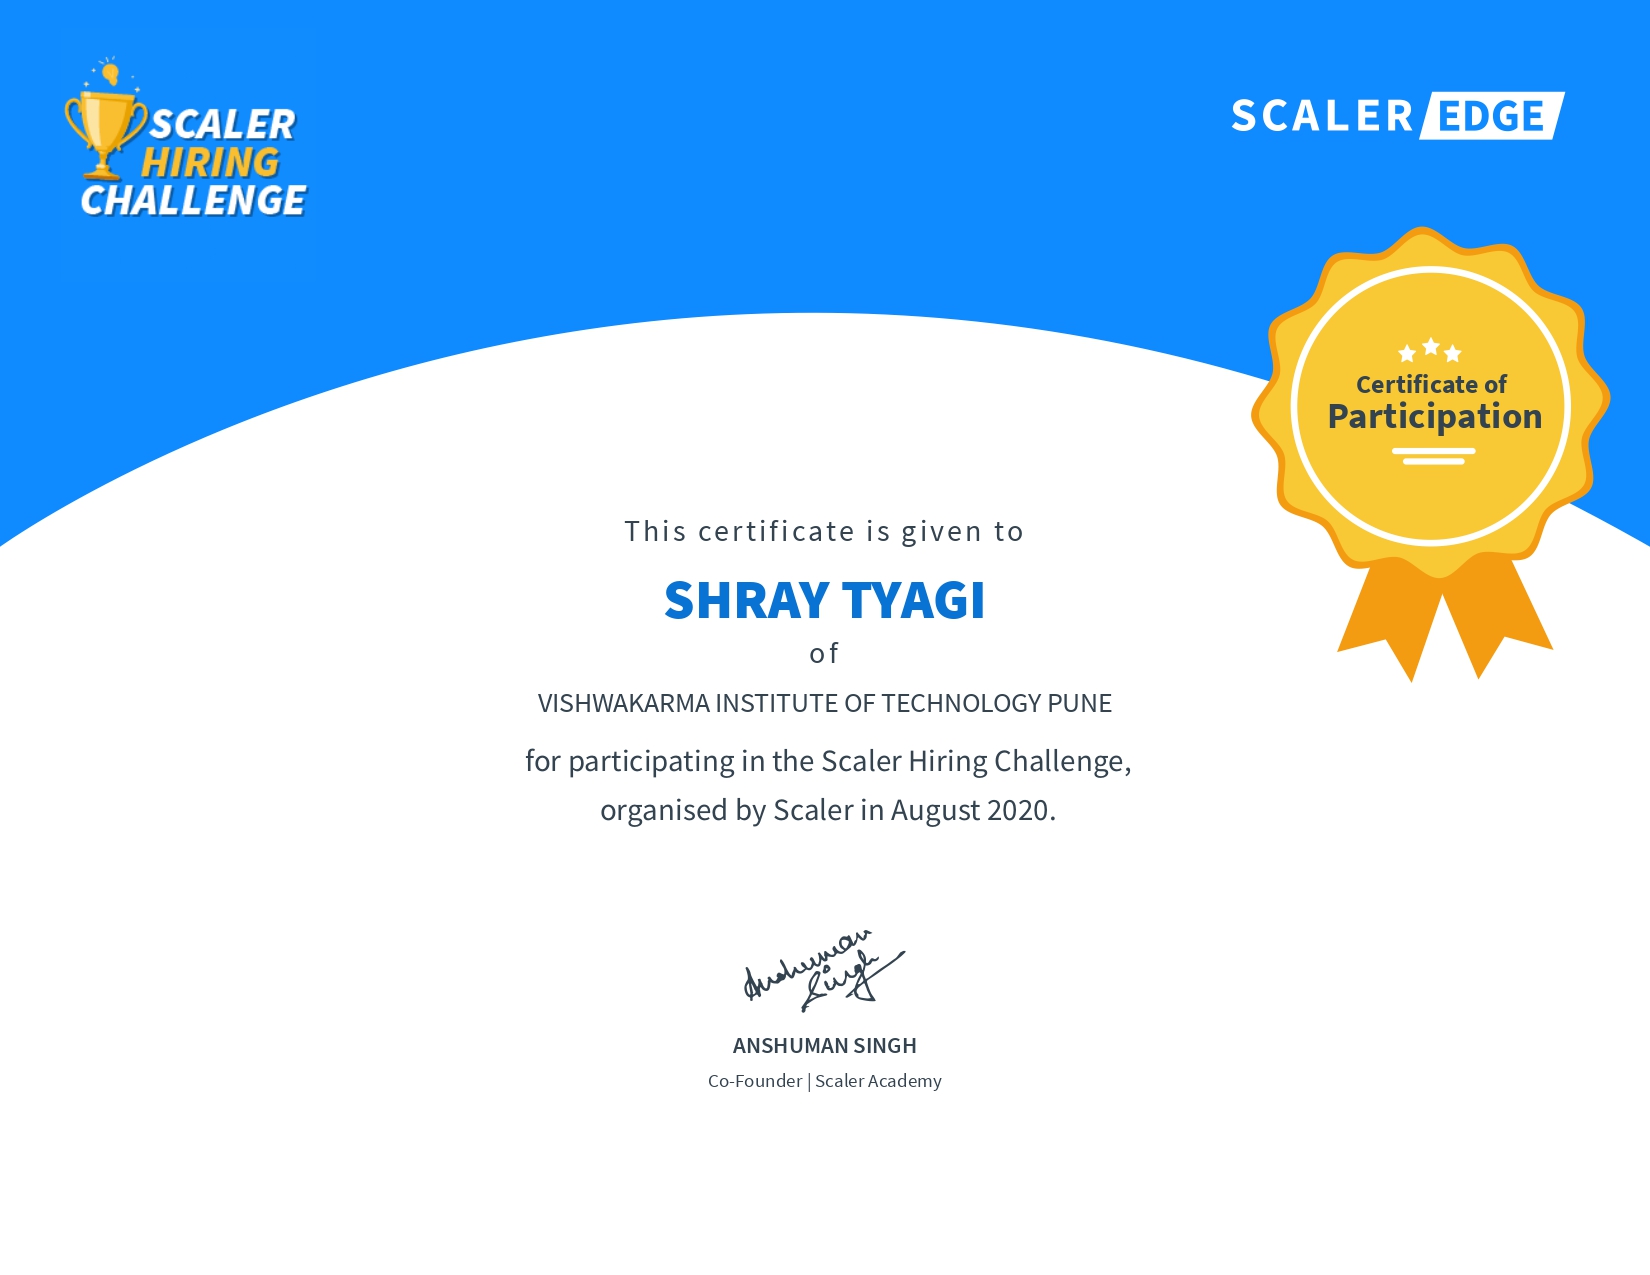 SCALER
HIRING
CHALLENGE
SCALER EDGE
Certificate of
Participation
This certificate is given to
SHRAY TYAGI
of
VISHWAKARMA INSTITUTE OF TECHNOLOGY PUNE
for participating in the Scaler Hiring Challenge,
organised by Scaler in August 2020.
Anshuman
Singh
ANSHUMAN SINGH
Co-Founder | Scaler Academy